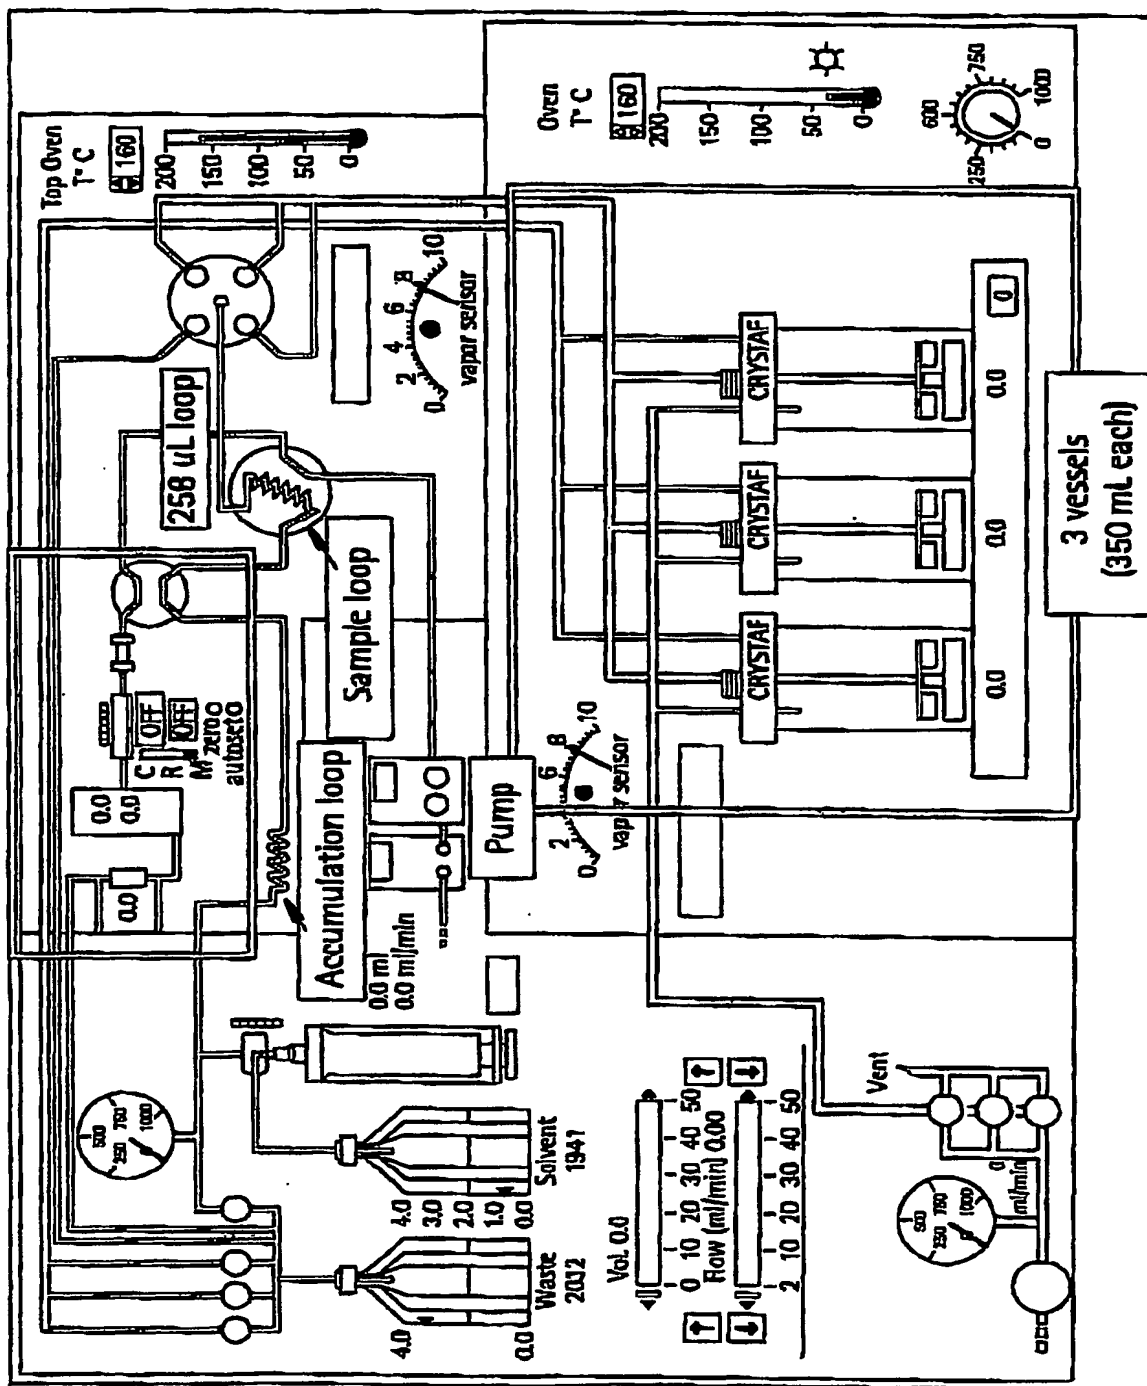 Top Oven
T° C
160
200
150
100
50
0
Oven
T° C
160
200
150
100
50
0
250
600
750
1000
0
258 uL loop
0
2
4
6
8
10
vapor sensor
Sample loop
C
R
M
OFF
OFF
zero
autoseto
0.0
0.0
0.0
Accumulation loop
0.0 ml
0.0 ml/min
Pump
0
2
6
8
10
vapor sensor
CRYSTAF
CRYSTAF
CRYSTAF
0.0
0.0
0.0
0
3 vessels
(350 mL each)
250
500
750
1000
4.0
0.0
Waste
2032
4.0
3.0
2.0
1.0
0.0
Solvent
1947
Vol. 0.0
0 10 20 30 40 50
Flow (ml/min) 0.00
2 10 20 30 40 50
Vent
250
500
750
1000
0
ml/min